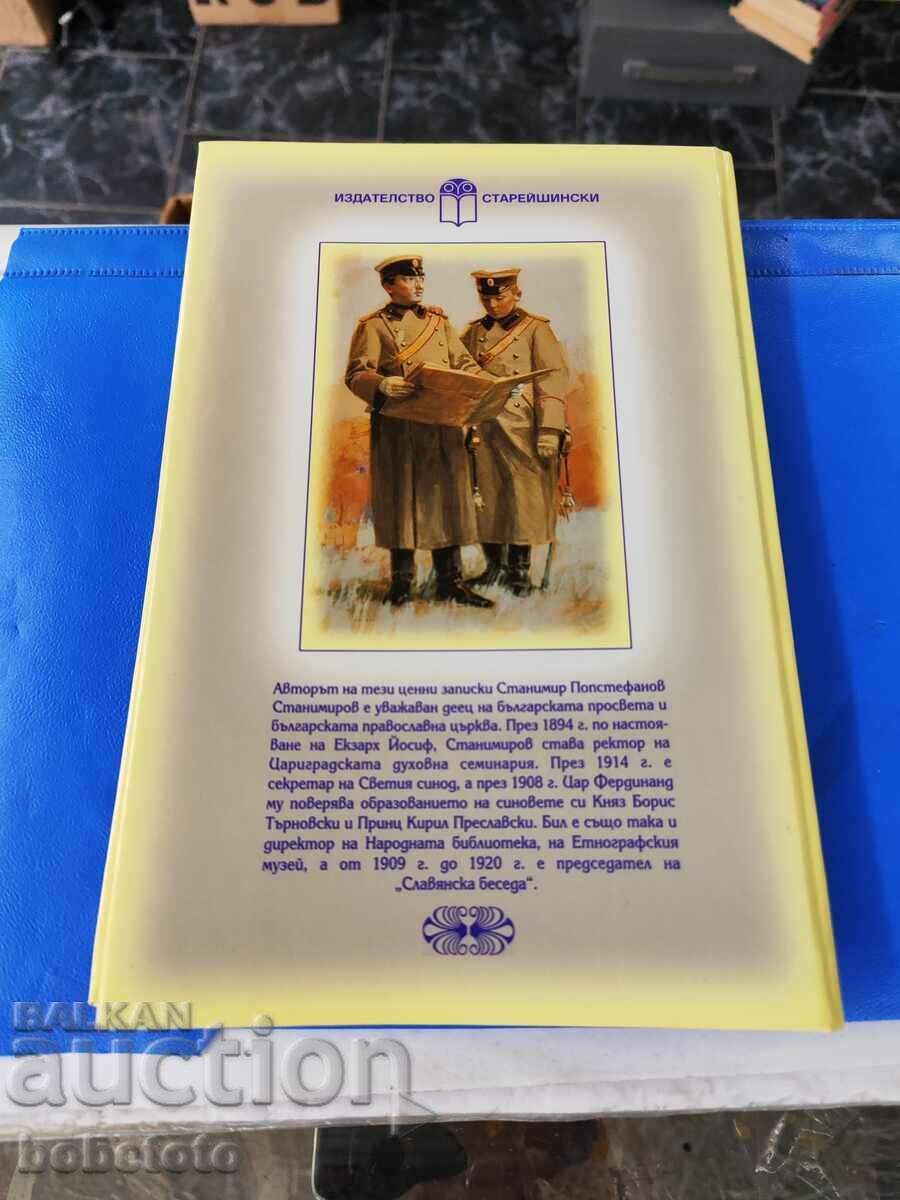 ИЗДАТЕЛСТВО СТАРЕЙШИНСКИ
Авторът на тези ценни записки Станимир Попстефанов
Станимиров е уважаван деец на българската просвета и
българската православна църква. През 1894 г. по настоя-
ване на Екзарх Йосиф, Станимиров става ректор на
Цариградската духовна семинария. През 1914 г. е
секретар на Светия синод, а през 1908 г. Цар Фердинанд
му поверява образованието на синовете си Княз Борис
Търновски и Принц Кирил Преславски. Бил е също така и
директор на Народната библиотека, на Етнографския
музей, а от 1909 г. до 1920 г. е председател на
„Славянска беседа“.
BALKAN
auction
bobetoto